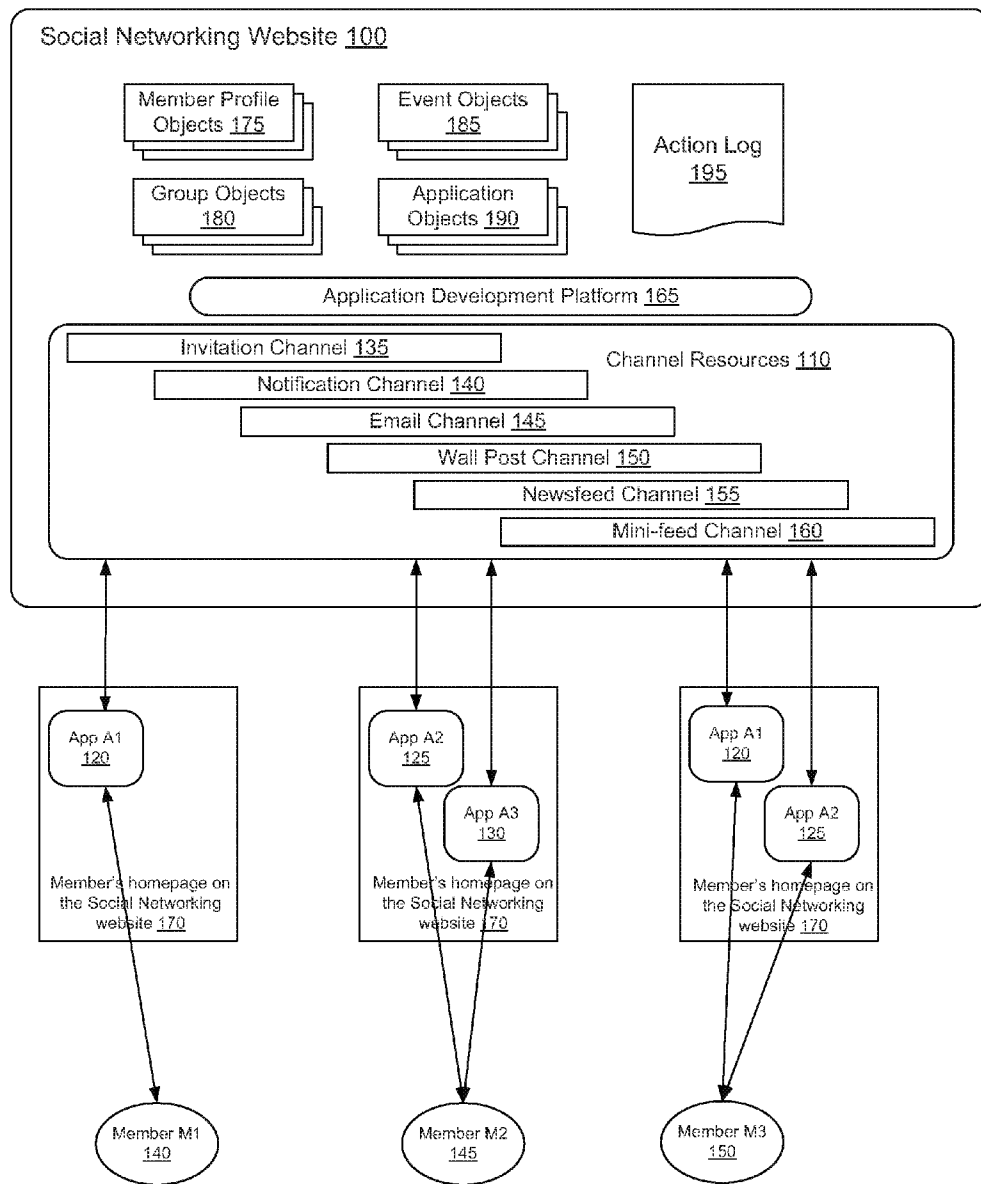 Social Networking Website 100
Member Profile
Objects 175
Event Objects
185
Action Log
195
Group Objects
180
Application
Objects 190
Application Development Platform 165
Invitation Channel 135
Channel Resources 110
Notification Channel 140
Email Channel 145
Wall Post Channel 150
Newsfeed Channel 155
Mini-feed Channel 160
App A1
120
Member's homepage on
the Social Networking
website 170
App A2
125
App A3
130
Member's homepage on
the Social Networking
website 170
App A1
120
App A2
125
Member's homepage on
the Social Networking
website 170
Member M1
140
Member M2
145
Member M3
150